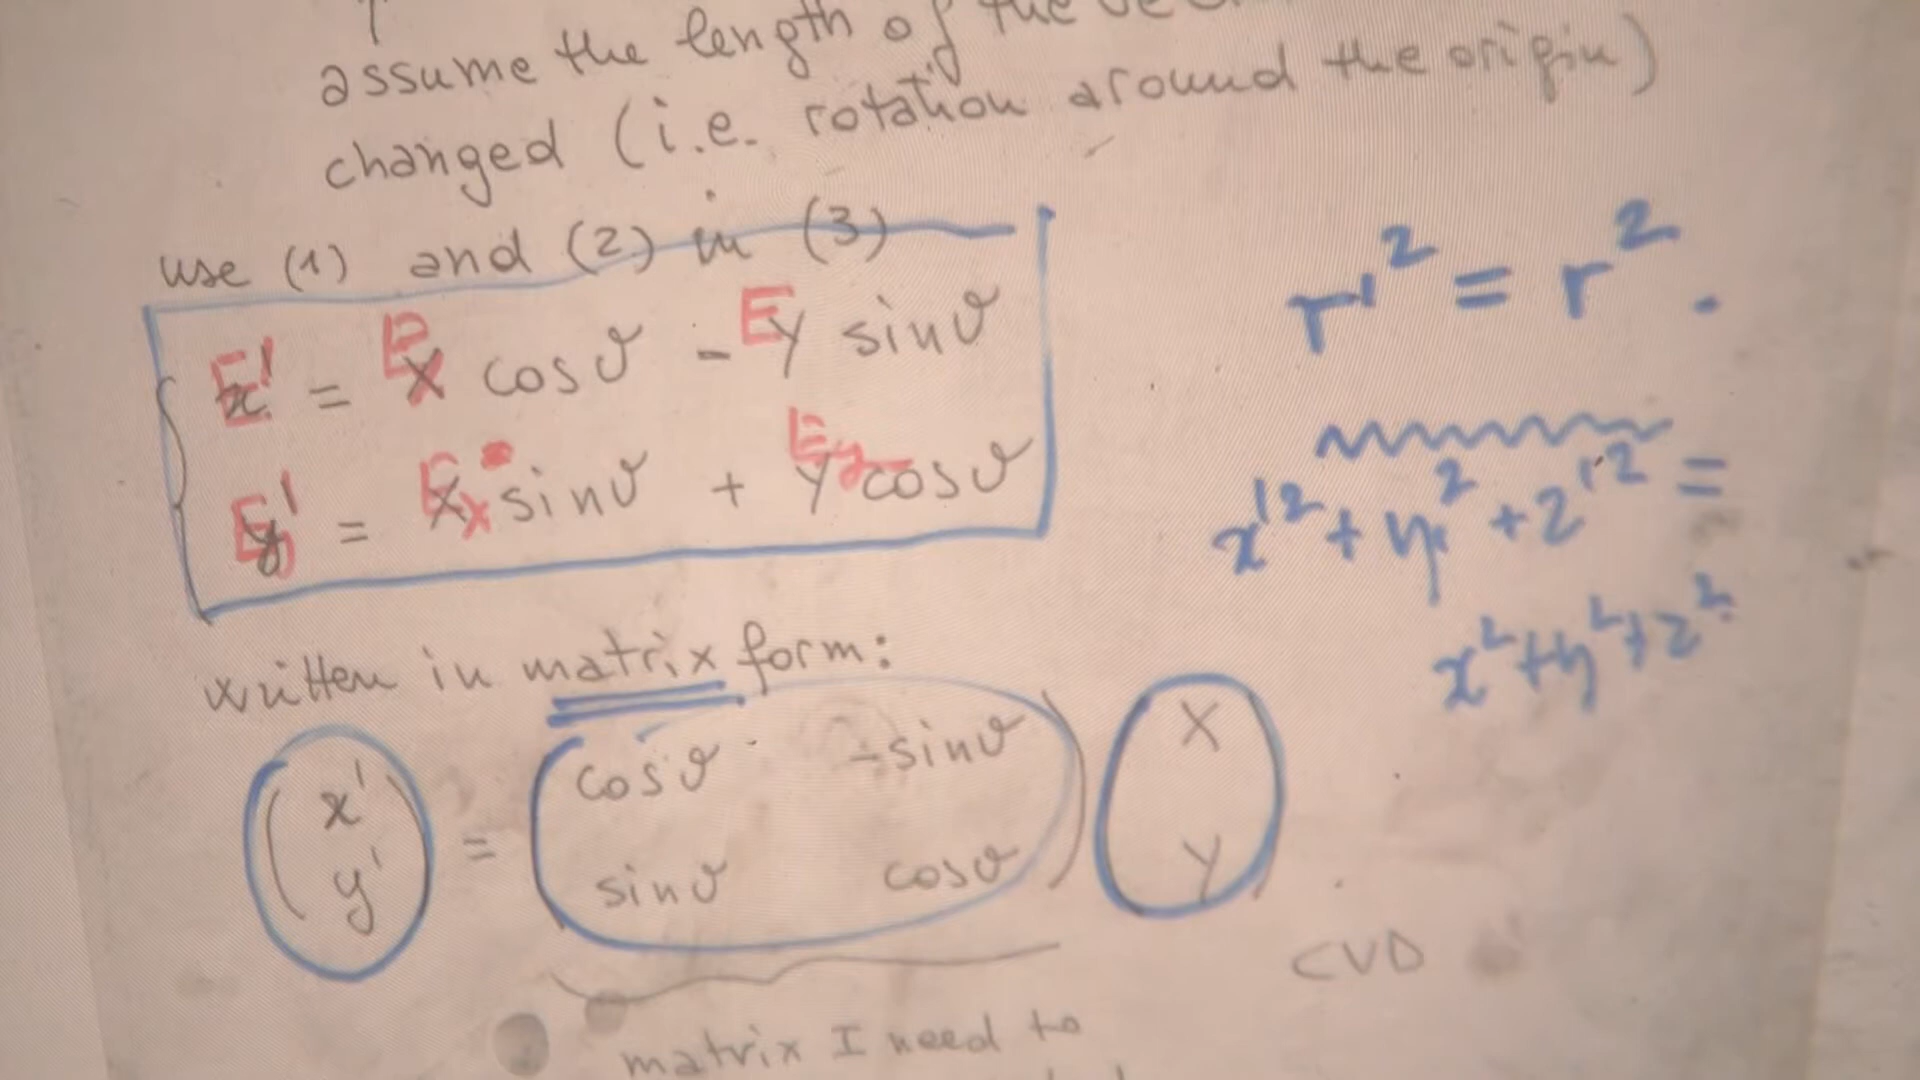 assume the length of the
changed (i.e. rotation around the origin)
use (1) and (2) in (3)
x' = x cos ϑ - y sin ϑ
y' = x sin ϑ + y cos ϑ
E' = Ex Ey
E' = Ex Ey
r'² = r².
x'² + y'² + z'² =
x² + y² + z²
written in matrix form:
x' = cos ϑ -sin ϑ x
y' sin ϑ cos ϑ y
CVD
matrix I need to